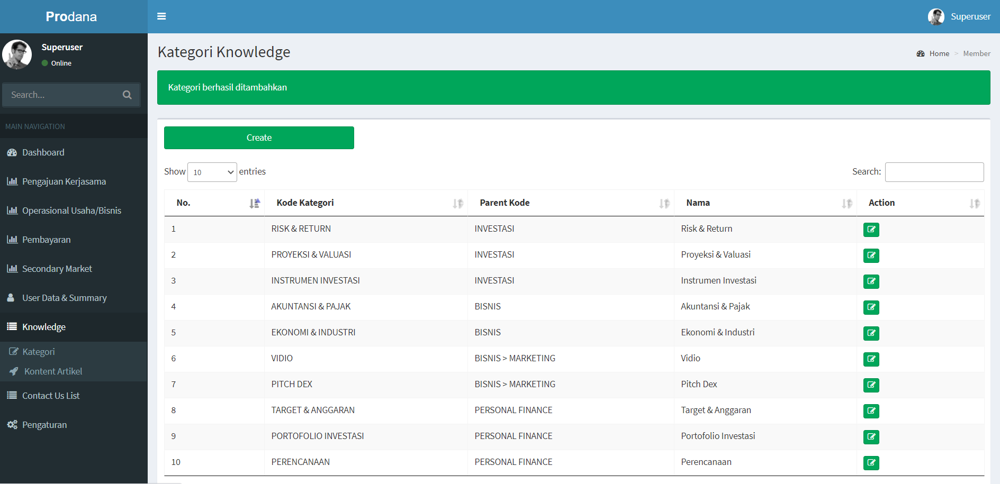 Prodana
Superuser
Superuser
Online
Search...
MAIN NAVIGATION
Dashboard
Pengajuan Kerjasama
Operasional Usaha/Bisnis
Pembayaran
Secondary Market
User Data & Summary
Knowledge
Kategori
Kontent Artikel
Contact Us List
Pengaturan
Kategori Knowledge
Home > Member
Kategori berhasil ditambahkan
Create
Show 10 entries
Search:
No. Kode Kategori Parent Kode Nama Action
1 RISK & RETURN INVESTASI Risk & Return
2 PROYEKSI & VALUASI INVESTASI Proyeksi & Valuasi
3 INSTRUMEN INVESTASI INVESTASI Instrumen Investasi
4 AKUNTANSI & PAJAK BISNIS Akuntansi & Pajak
5 EKONOMI & INDUSTRI BISNIS Ekonomi & Industri
6 VIDIO BISNIS > MARKETING Vidio
7 PITCH DEX BISNIS > MARKETING Pitch Dex
8 TARGET & ANGGARAN PERSONAL FINANCE Target & Anggaran
9 PORTOFOLIO INVESTASI PERSONAL FINANCE Portofolio Investasi
10 PERENCANAAN PERSONAL FINANCE Perencanaan